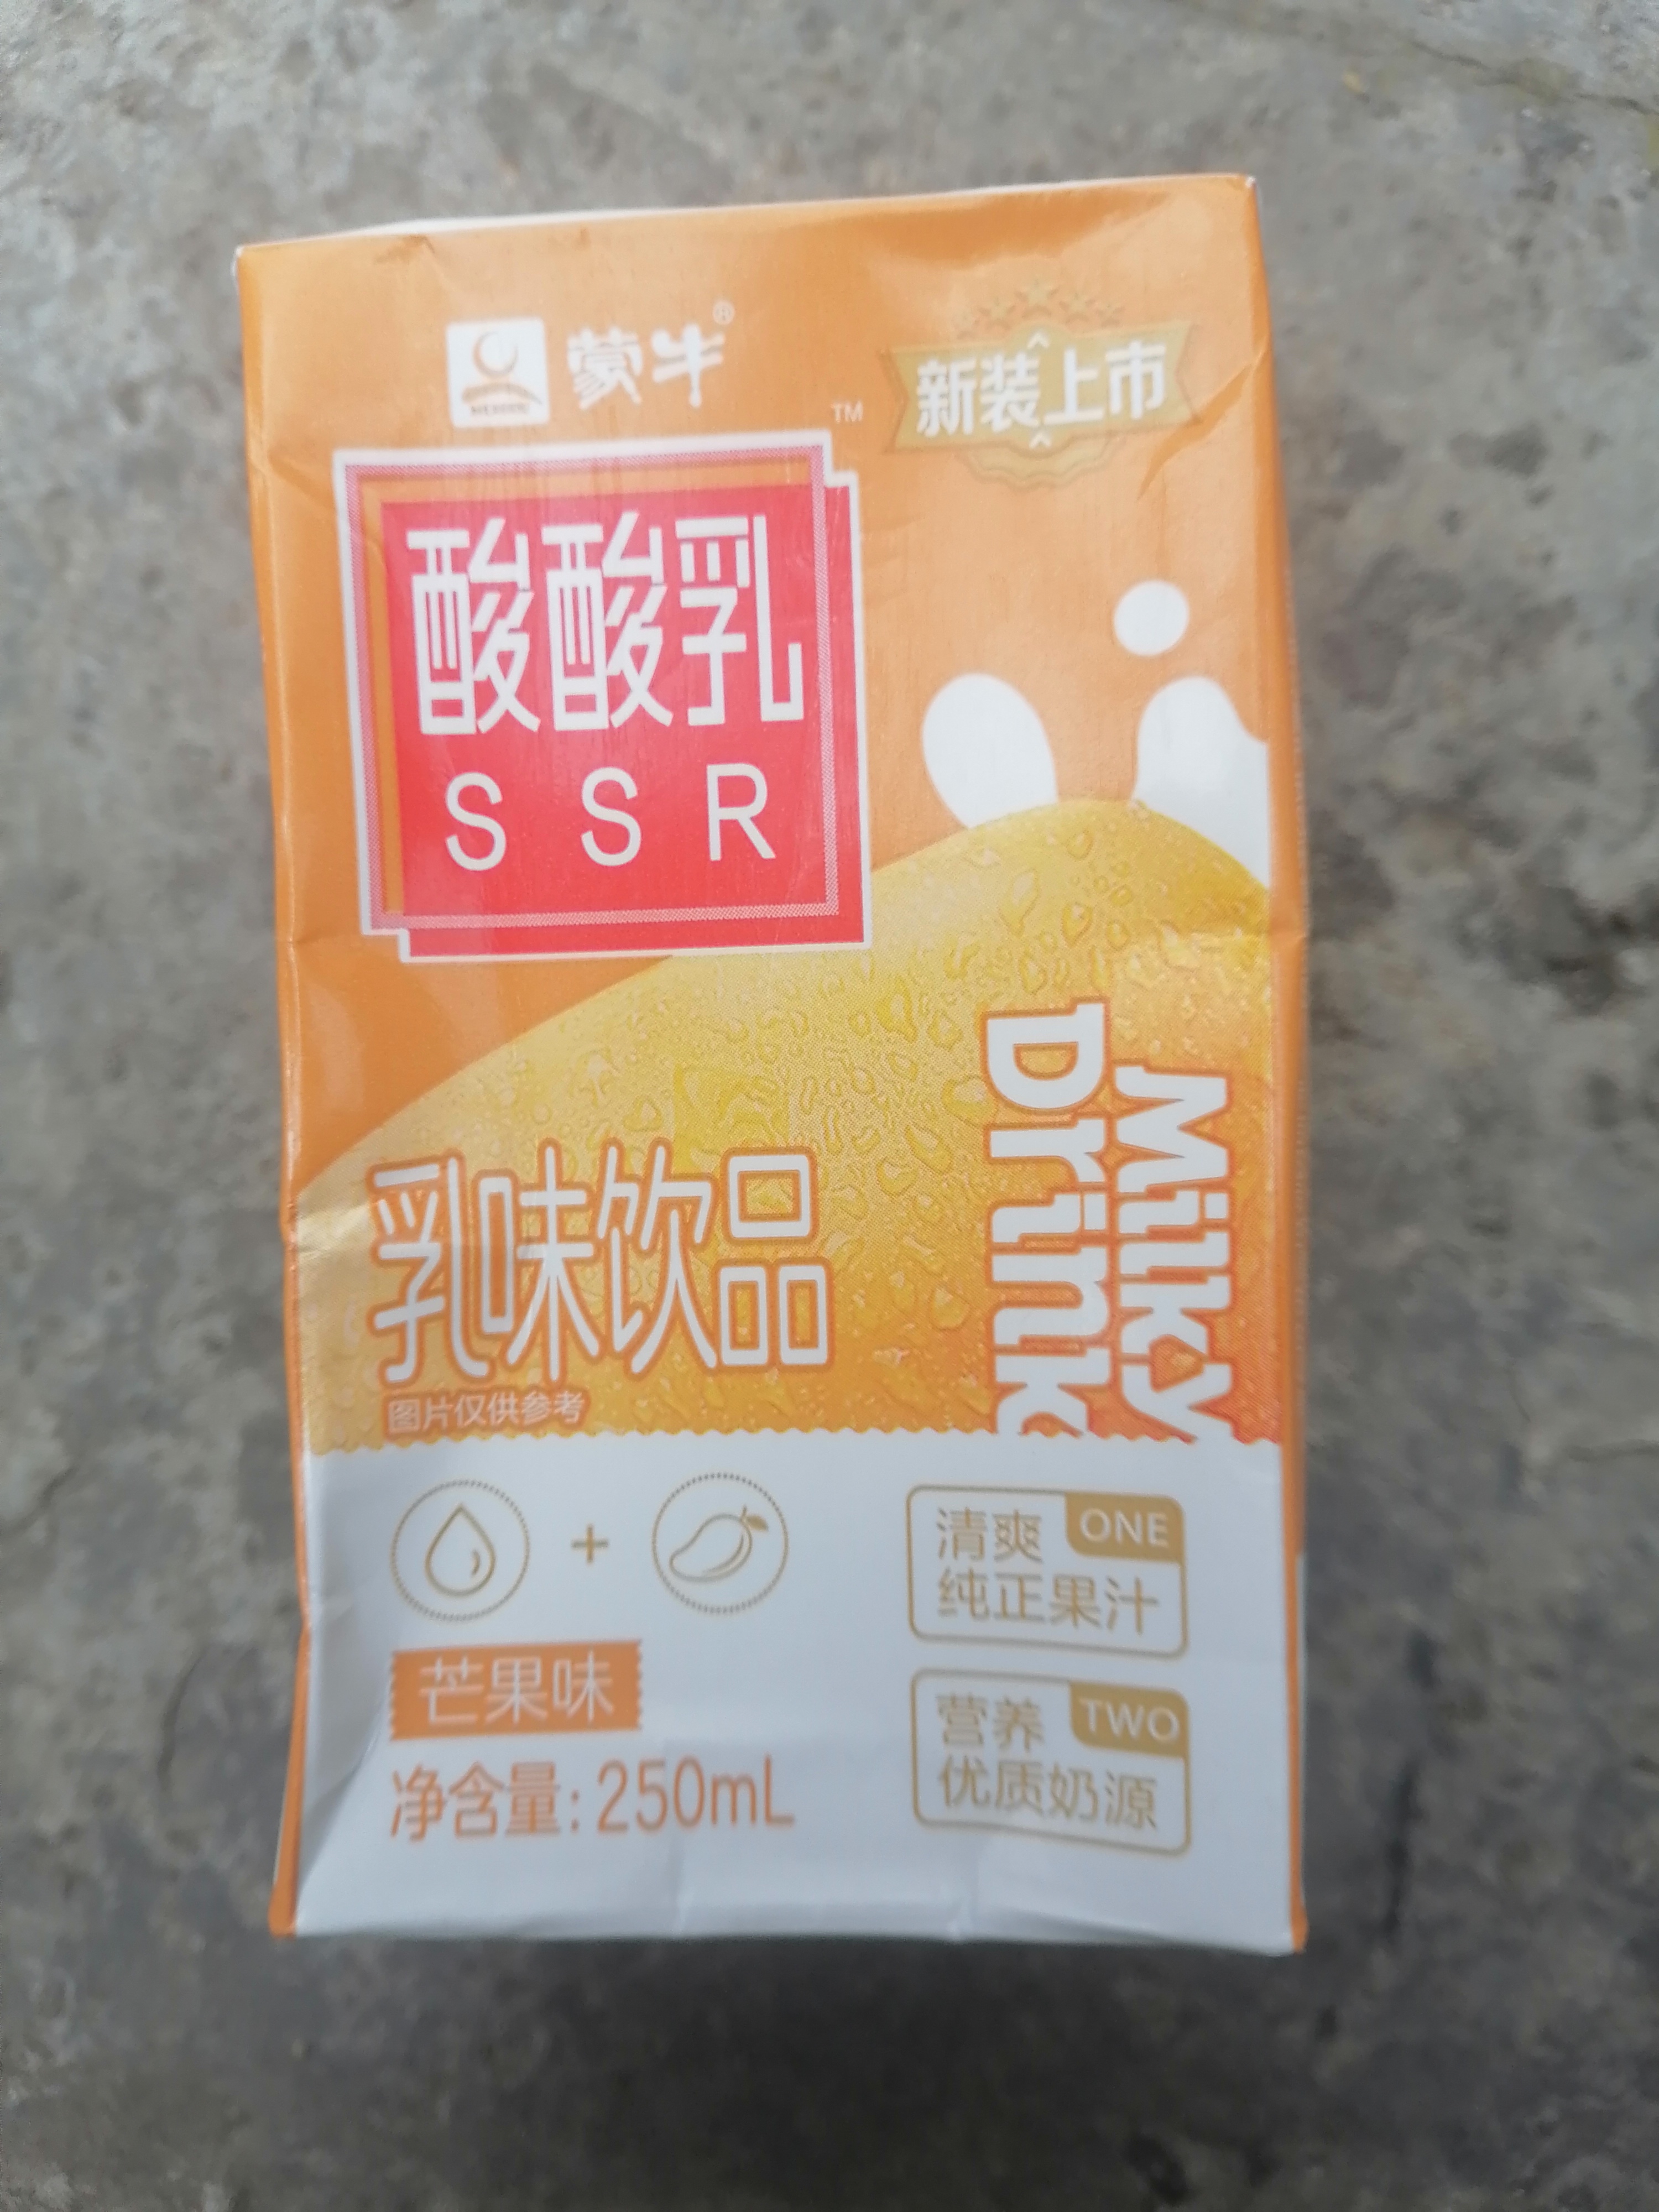 蒙牛®
新装上市
TM
酸酸乳
SSR
Milky
Drink
乳味饮品
图片仅供参考
+
清爽 ONE
纯正果汁
芒果味
营养 TWO
优质奶源
净含量:250mL